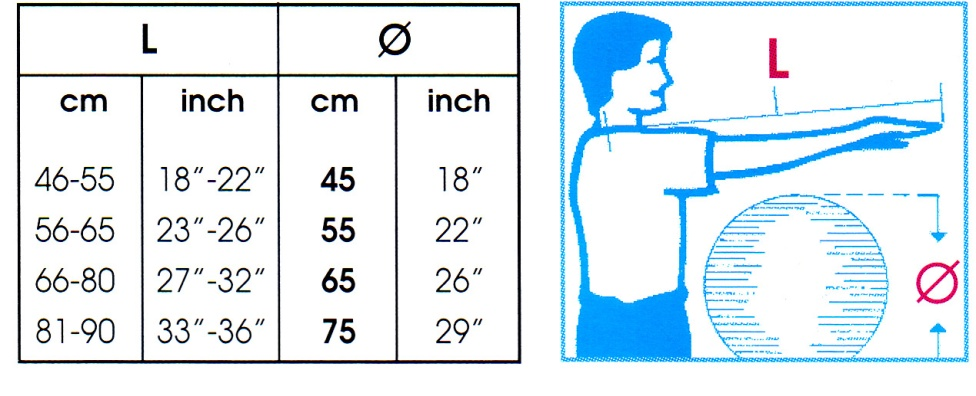 L Ø
cm inch cm inch
46-55 18”-22” 45 18”
56-65 23”-26” 55 22”
66-80 27”-32” 65 26”
81-90 33”-36” 75 29”
L
Ø